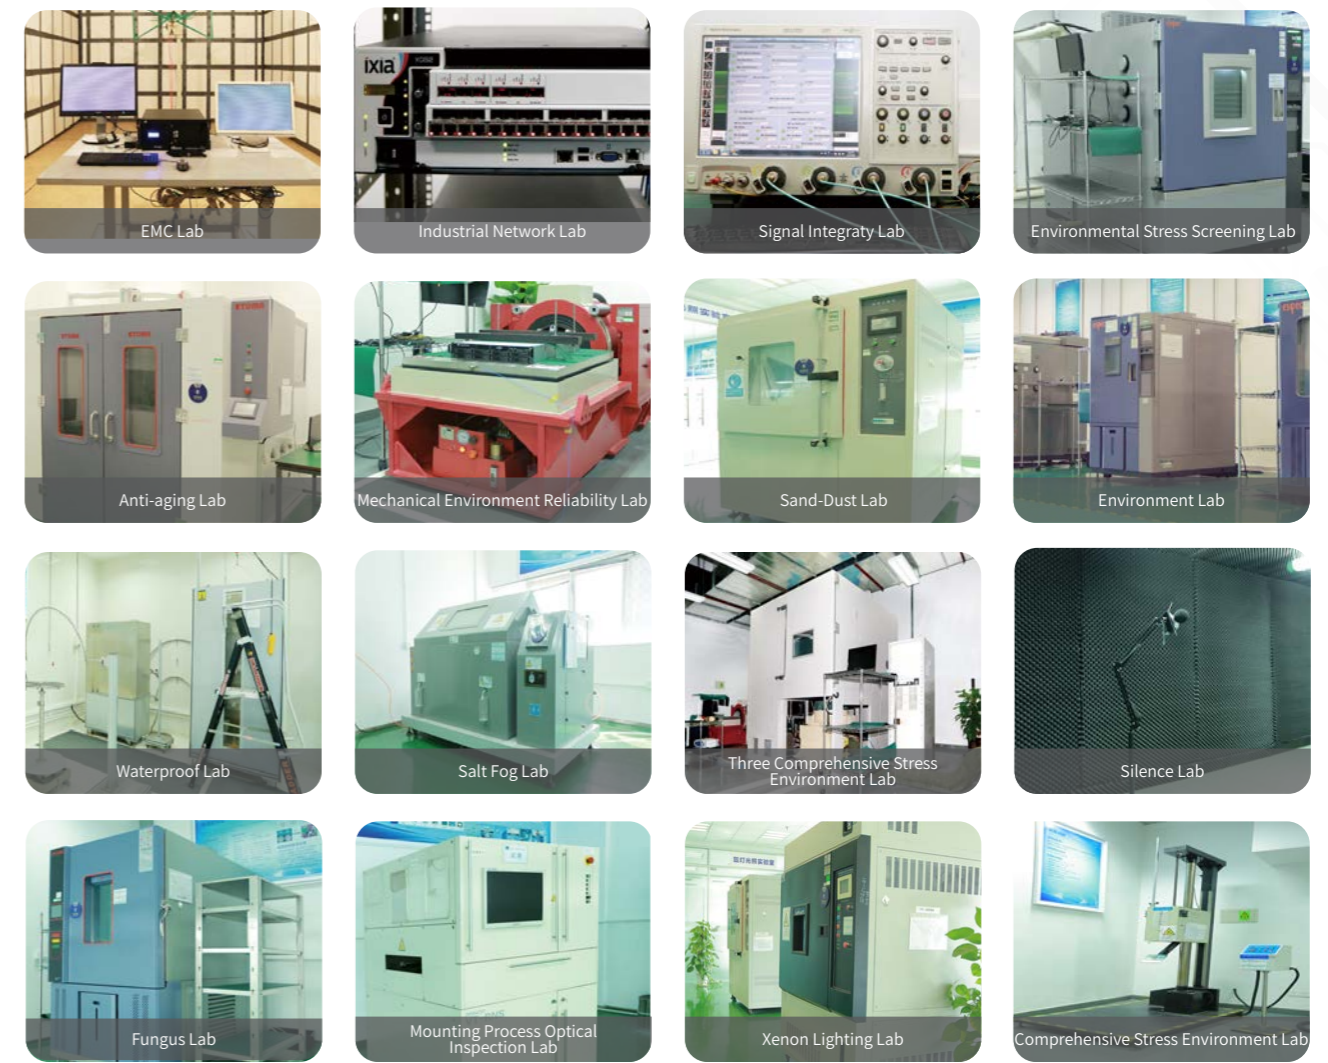 ixia
EMC Lab
Industrial Network Lab
Signal Integraty Lab
Environmental Stress Screening Lab
Anti-aging Lab
Mechanical Environment Reliability Lab
Sand-Dust Lab
Environment Lab
Waterproof Lab
Salt Fog Lab
Three Comprehensive Stress
Environment Lab
Silence Lab
Fungus Lab
Mounting Process Optical
Inspection Lab
Xenon Lighting Lab
Comprehensive Stress Environment Lab